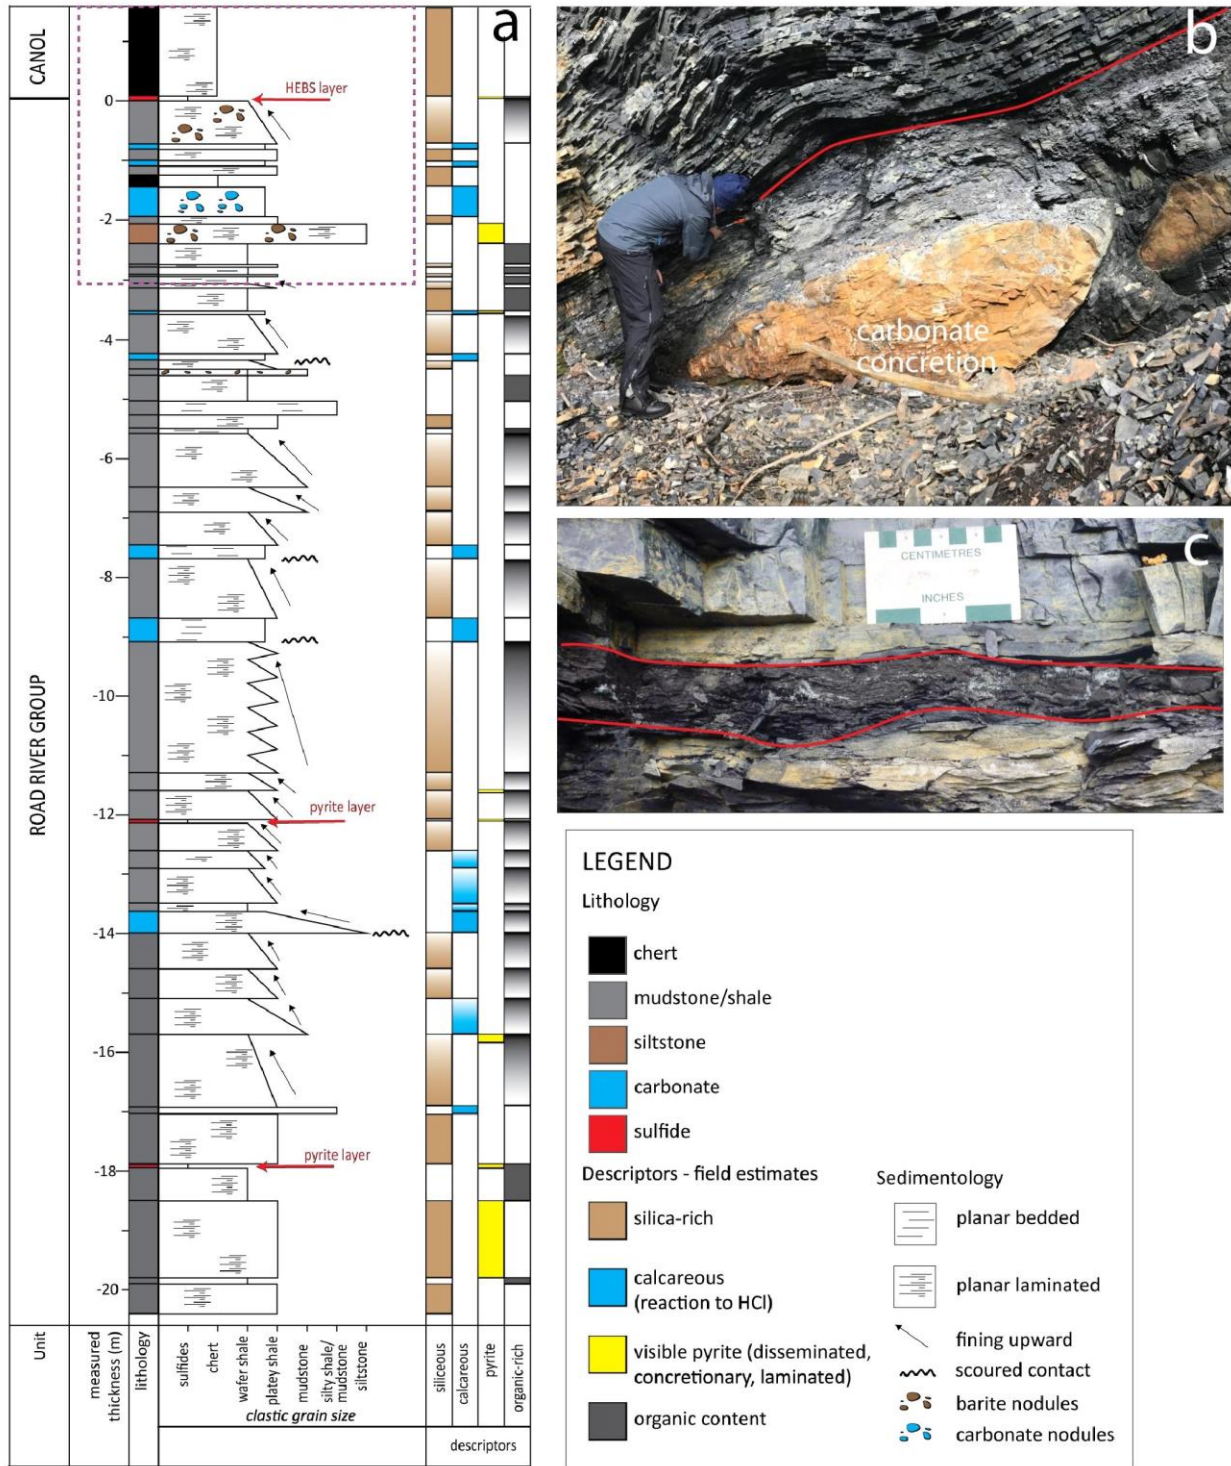 a
CANOL
ROAD RIVER GROUP
HEBS layer
pyrite layer
pyrite layer
0
-2
-4
-6
-8
-10
-12
-14
-16
-18
-20
Unit
measured
thickness (m)
lithology
sulfides
chert
wafer shale
platey shale
mudstone
silty shale/
mudstone
siltstone
clastic grain size
siliceous
calcareous
pyrite
organic-rich
descriptors
b
carbonate
concretion
c
CENTIMETRES
INCHES
LEGEND
Lithology
chert
mudstone/shale
siltstone
carbonate
sulfide
Descriptors - field estimates
silica-rich
calcareous
(reaction to HCl)
visible pyrite (disseminated,
concretionary, laminated)
organic content
Sedimentology
planar bedded
planar laminated
fining upward
scoured contact
barite nodules
carbonate nodules